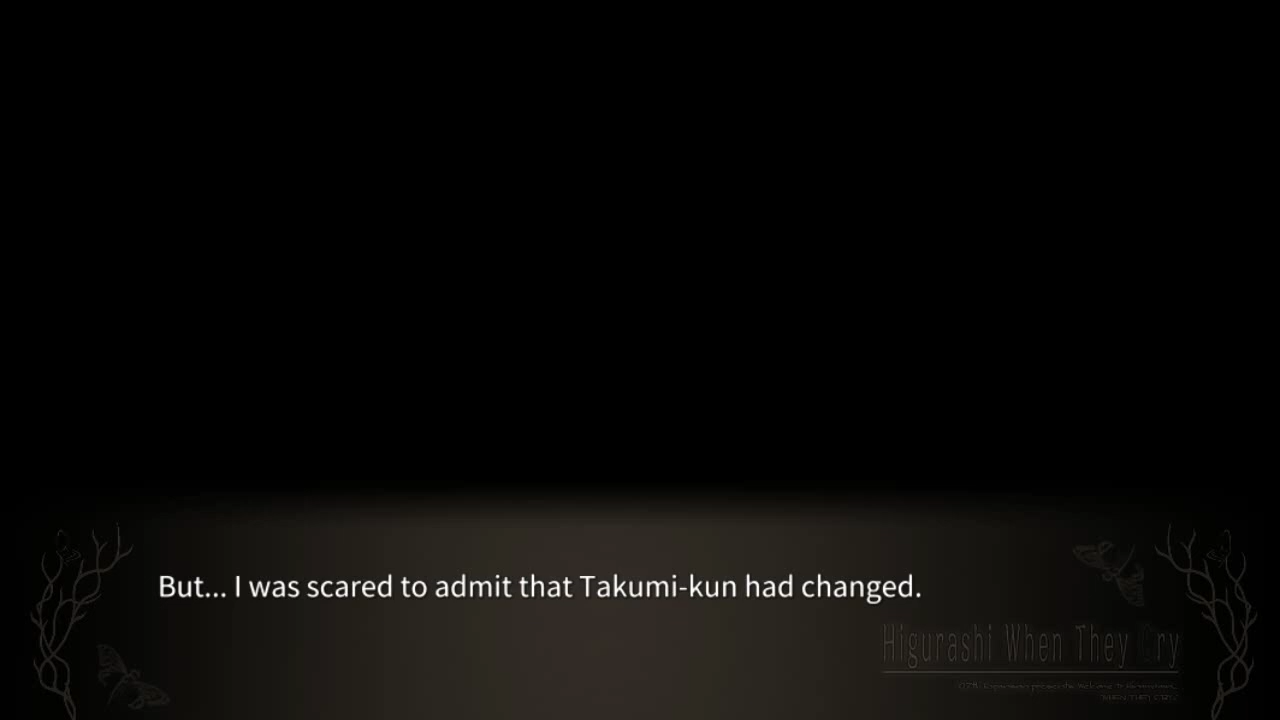 But... I was scared to admit that Takumi-kun had changed.
Higurashi When They Cry